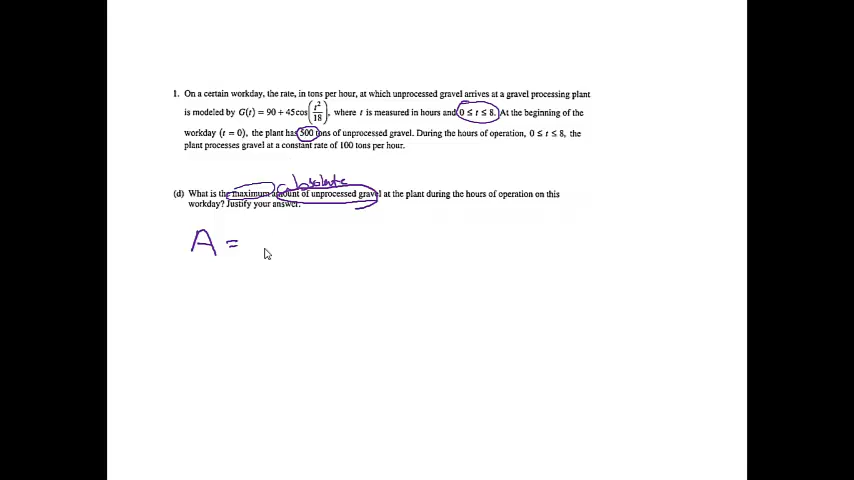 1. On a certain workday, the rate, in tons per hour, at which unprocessed gravel arrives at a gravel processing plant
is modeled by G(t) = 90 + 45cos(t²/18), where t is measured in hours and 0 ≤ t ≤ 8. At the beginning of the
workday (t = 0), the plant has 500 tons of unprocessed gravel. During the hours of operation, 0 ≤ t ≤ 8, the
plant processes gravel at a constant rate of 100 tons per hour.
absolute
(d) What is the maximum amount of unprocessed gravel at the plant during the hours of operation on this
workday? Justify your answer.
A =